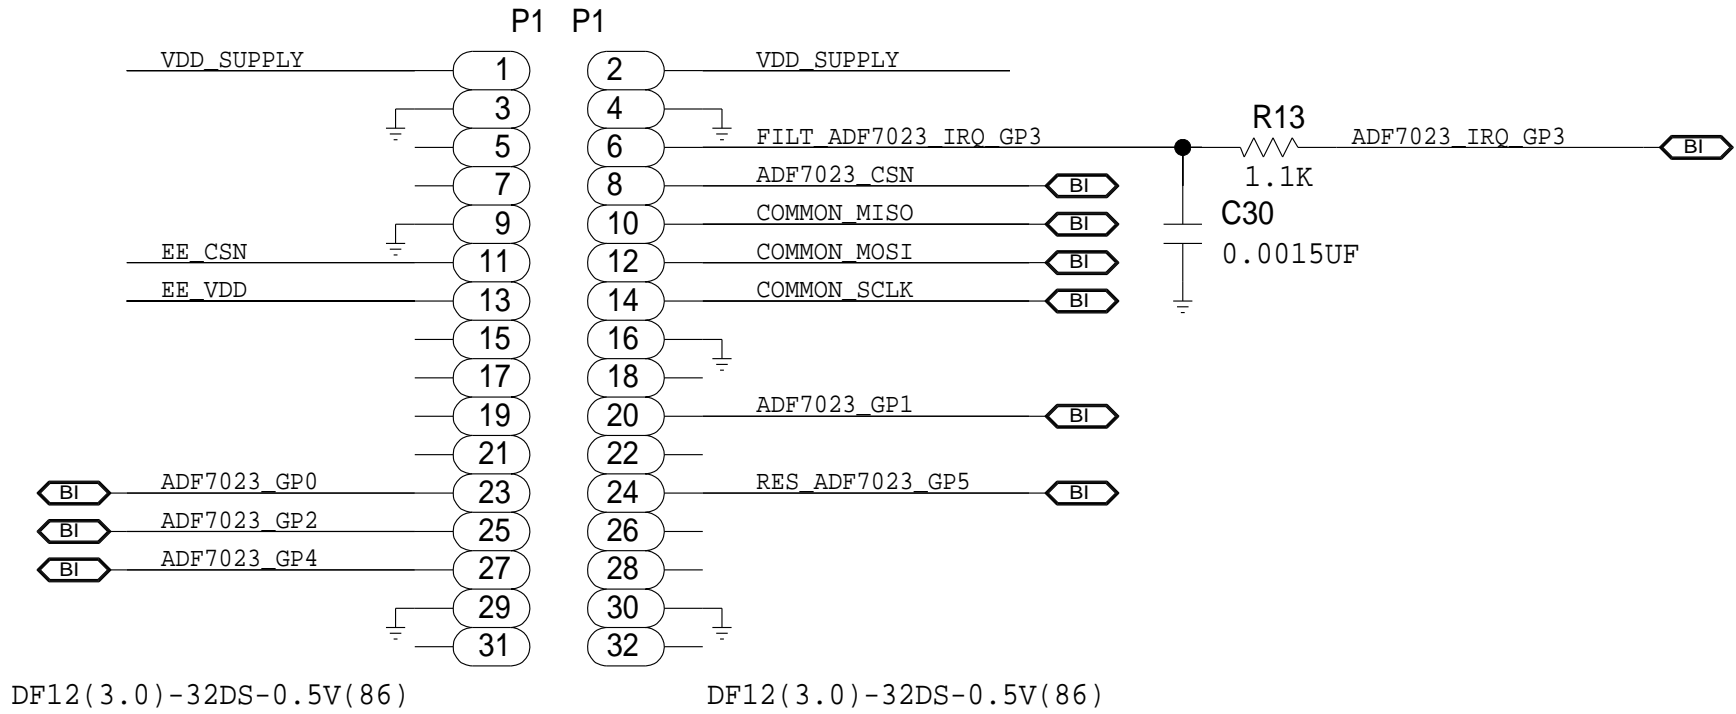 P1 P1
VDD_SUPPLY 1 2 VDD_SUPPLY
3 4
R13
5 6 FILT_ADF7023_IRQ_GP3 ADF7023_IRQ_GP3 BI
1.1K
7 8 ADF7023_CSN BI
9 10 COMMON_MISO BI
C30
EE_CSN 11 12 COMMON_MOSI BI
0.0015UF
EE_VDD 13 14 COMMON_SCLK BI
15 16
17 18
19 20 ADF7023_GP1 BI
21 22
BI ADF7023_GP0 23 24 RES_ADF7023_GP5 BI
BI ADF7023_GP2 25 26
BI ADF7023_GP4 27 28
29 30
31 32
DF12(3.0)-32DS-0.5V(86) DF12(3.0)-32DS-0.5V(86)